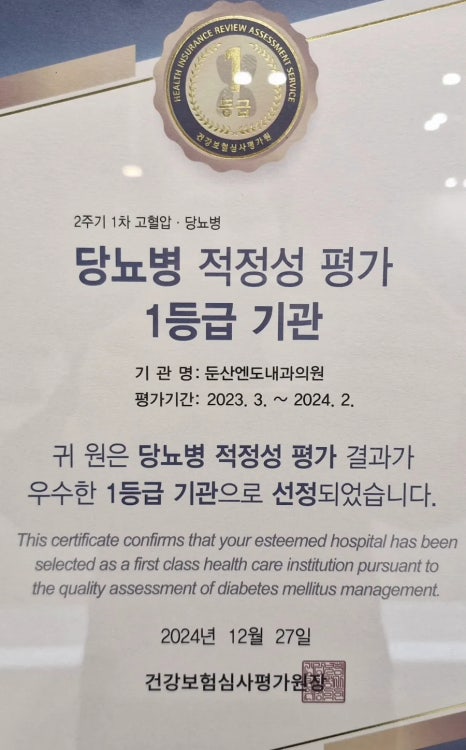 HEALTH INSURANCE REVIEW ASSESSMENT SERVICE
1
등급
건강보험심사평가원
2주기 1차 고혈압 · 당뇨병
당뇨병 적정성 평가
1등급 기관
기 관 명: 둔산엔도내과의원
평가기간: 2023. 3. ~ 2024. 2.
귀 원은 당뇨병 적정성 평가 결과가
우수한 1등급 기관으로 선정되었습니다.
This certificate confirms that your esteemed hospital has been
selected as a first class health care institution pursuant to
the quality assessment of diabetes mellitus management.
2024년 12월 27일
건강보험심사평가원장